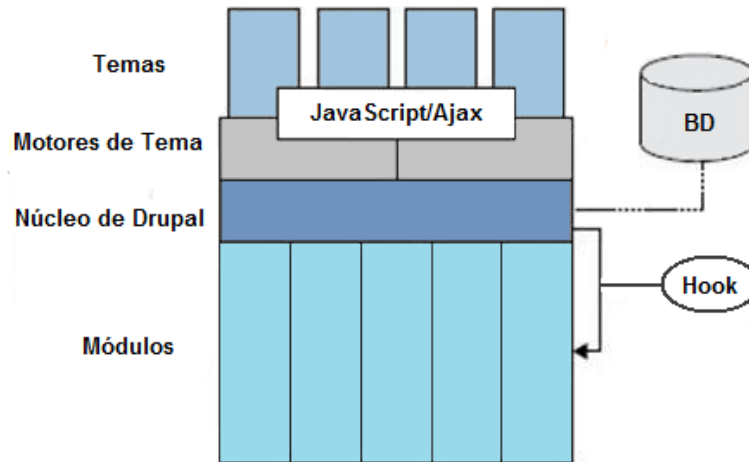 Temas
JavaScript/Ajax
BD
Motores de Tema
Núcleo de Drupal
Hook
Módulos